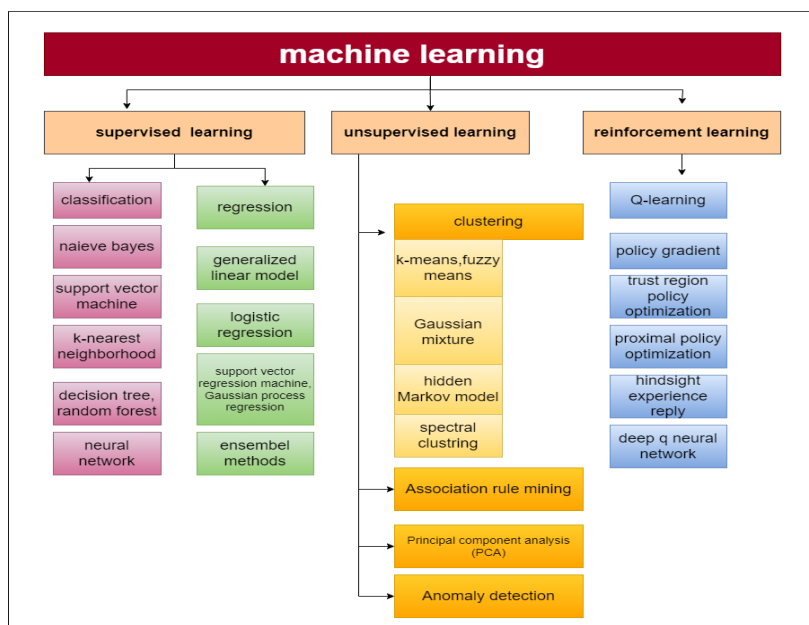 machine learning
supervised learning
unsupervised learning
reinforcement learning
classification
naieve bayes
support vector
machine
k-nearest
neighborhood
decision tree,
random forest
neural
network
regression
generalized
linear model
logistic
regression
support vector
regression machine,
Gaussian process
regression
ensembel
methods
clustering
k-means,fuzzy
means
Gaussian
mixture
hidden
Markov model
spectral
clustring
Association rule mining
Principal component analysis
(PCA)
Anomaly detection
Q-learning
policy gradient
trust region
policy
optimization
proximal policy
optimization
hindsight
experience
reply
deep q neural
network